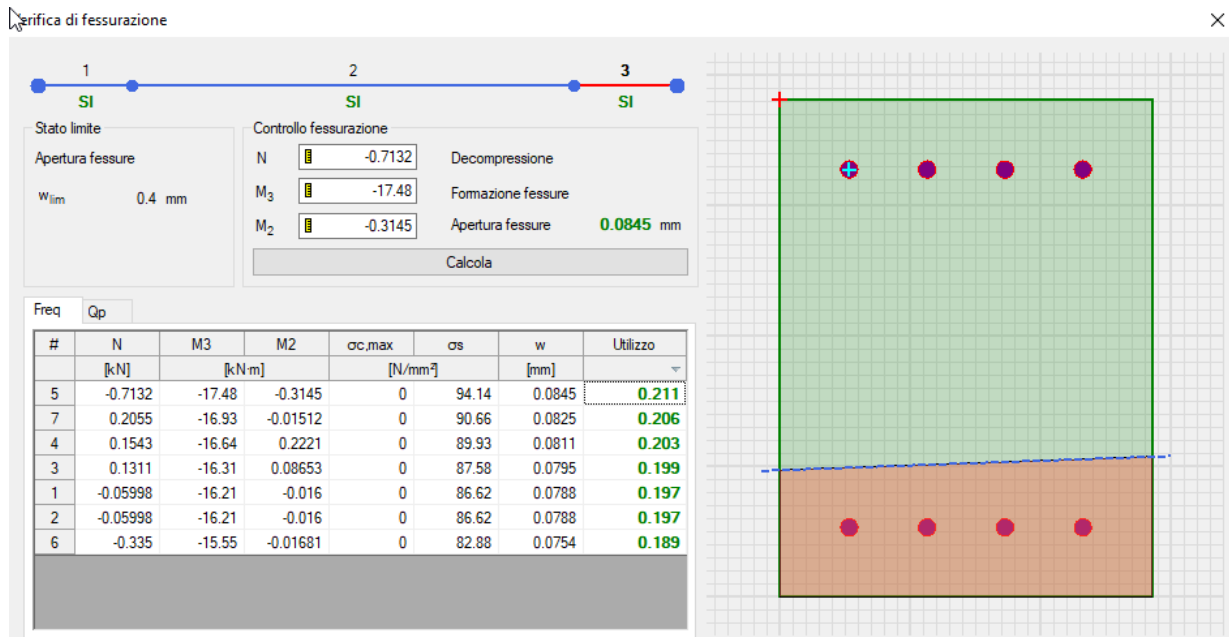 erifica di fessurazione
1 2 3
SI SI SI
Stato limite
Apertura fessure
wlim 0.4 mm
Controllo fessurazione
N -0.7132 Decompressione
M3 -17.48 Formazione fessure
M2 -0.3145 Apertura fessure 0.0845 mm
Calcola
Freq Qp
# N M3 M2 σc,max σs w Utilizzo
[kN] [kN·m] [N/mm²] [mm]
5 -0.7132 -17.48 -0.3145 0 94.14 0.0845 0.211
7 0.2055 -16.93 -0.01512 0 90.66 0.0825 0.206
4 0.1543 -16.64 0.2221 0 89.93 0.0811 0.203
3 0.1311 -16.31 0.08653 0 87.58 0.0795 0.199
1 -0.05998 -16.21 -0.016 0 86.62 0.0788 0.197
2 -0.05998 -16.21 -0.016 0 86.62 0.0788 0.197
6 -0.335 -15.55 -0.01681 0 82.88 0.0754 0.189